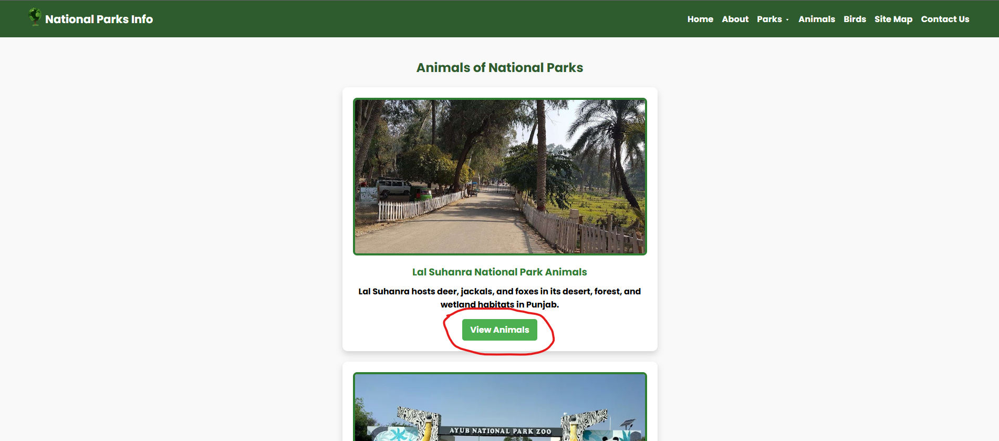 National Parks Info
Home About Parks Animals Birds Site Map Contact Us
Animals of National Parks
Lal Suhanra National Park Animals
Lal Suhanra hosts deer, jackals, and foxes in its desert, forest, and
wetland habitats in Punjab.
View Animals
AYUB NATIONAL PARK ZOO